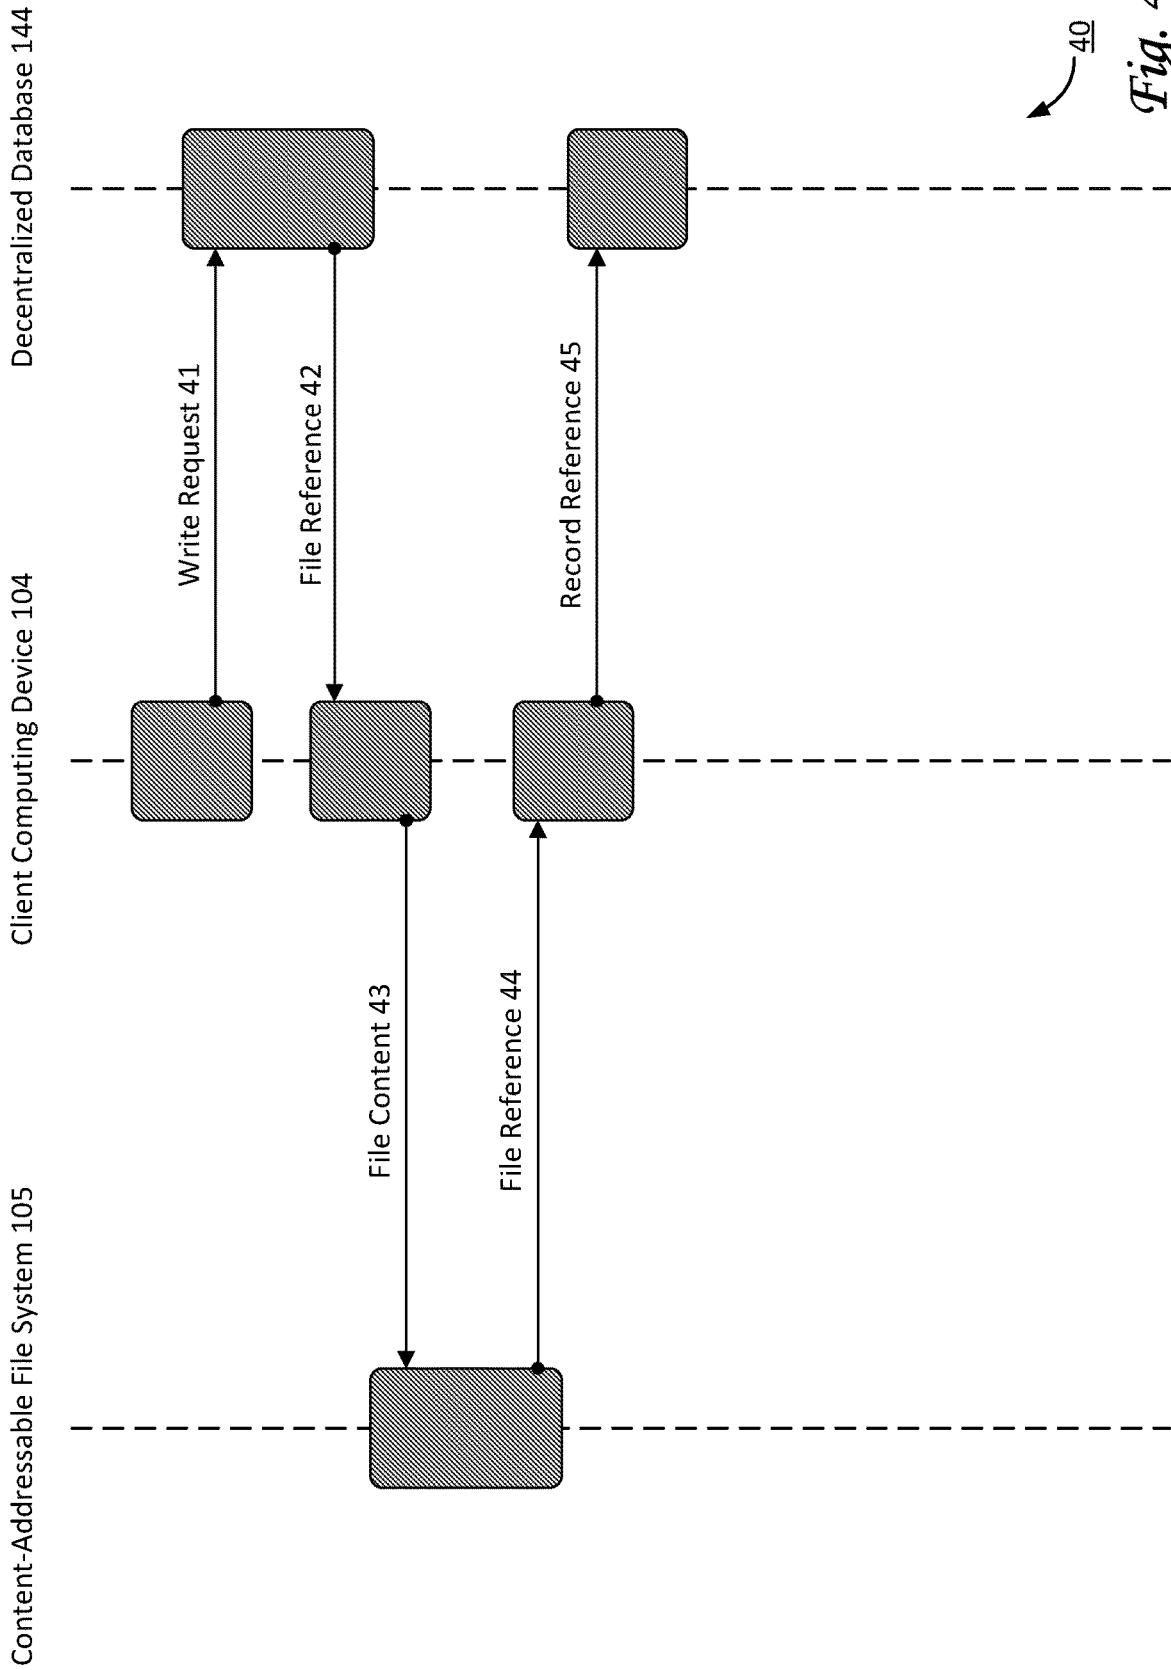 Content-Addressable File System 105
Client Computing Device 104
Decentralized Database 144
Write Request 41
File Reference 42
File Content 43
File Reference 44
Record Reference 45
40
Fig. 4